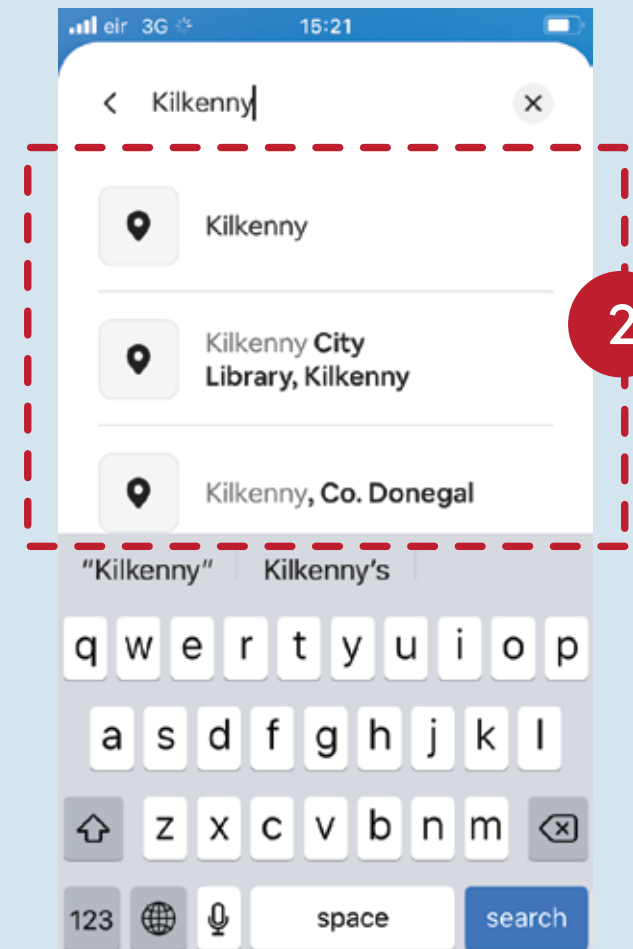 eir 3G 15:21
Kilkenny
Kilkenny
2
Kilkenny City
Library, Kilkenny
Kilkenny, Co. Donegal
"Kilkenny" Kilkenny's
q w e r t y u i o p
a s d f g h j k l
z x c v b n m
123 space search